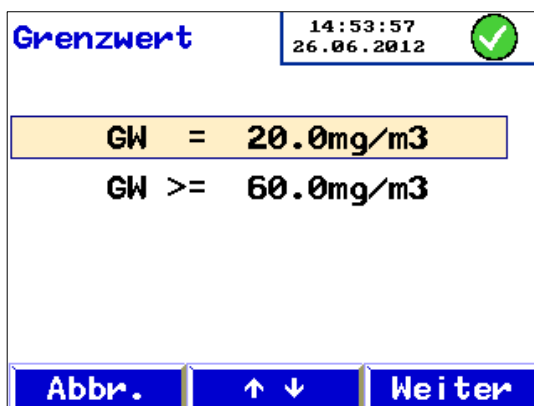 Grenzwert
14:53:57
26.06.2012
GW = 20.0mg/m3
GW >= 60.0mg/m3
Abbr. ↑ ↓ Weiter